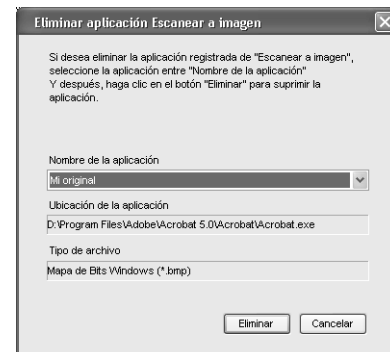 Eliminar aplicación Escanear a imagen
Si desea eliminar la aplicación registrada de "Escanear a imagen",
seleccione la aplicación entre "Nombre de la aplicación"
Y después, haga clic en el botón "Eliminar" para suprimir la
aplicación.
Nombre de la aplicación
Mi original
Ubicación de la aplicación
D:\Program Files\Adobe\Acrobat 5.0\Acrobat\Acrobat.exe
Tipo de archivo
Mapa de Bits Windows (*.bmp)
Eliminar Cancelar